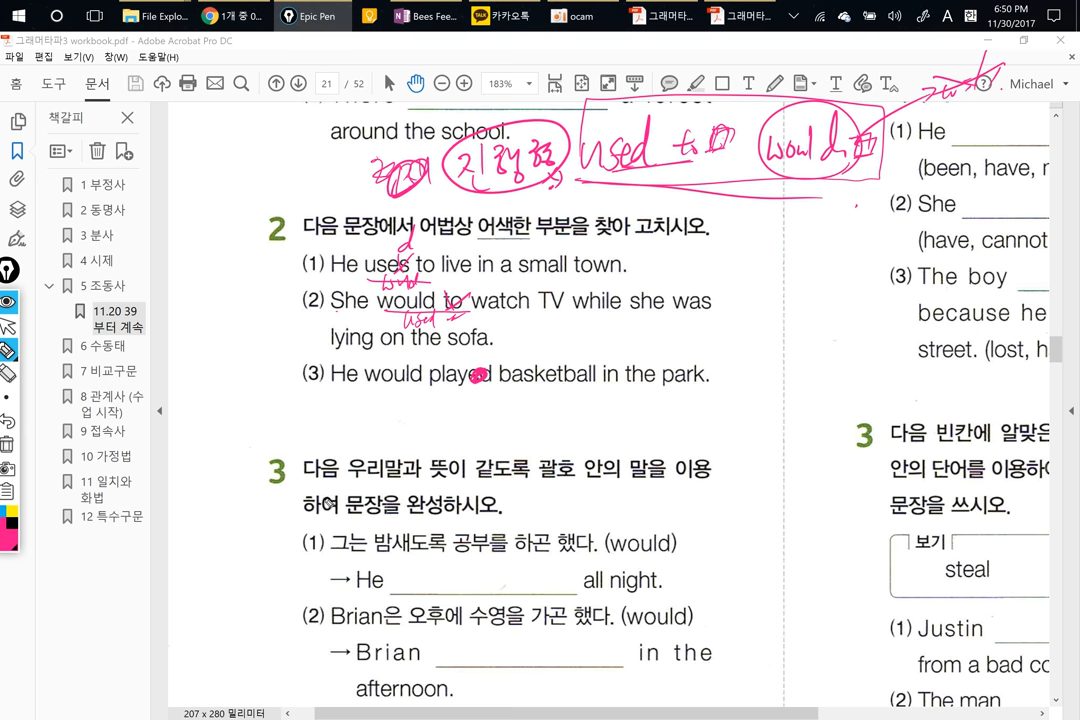 File Explo...
1개 중 0...
Epic Pen
Bees Fee...
TALK
카카오톡
ocam
그래머타...
그래머타...
A
한
6:50 PM
11/30/2017
그래머타파3 workbook.pdf - Adobe Acrobat Pro DC
파일 편집 보기(V) 창(W) 도움말(H)
홈 도구 문서
21 / 52
183%
Michael
책갈피
1 부정사
2 동명사
3 분사
4 시제
5 조동사
11.20 39
부터 계속
6 수동태
7 비교구문
8 관계사 (수
업 시작)
9 접속사
10 가정법
11 일치와
화법
12 특수구문
around the school.
진행형
used to
would
2 다음 문장에서 어법상 어색한 부분을 찾아 고치시오.
d
(1) He uses to live in a small town.
would
(2) She would to watch TV while she was
used
lying on the sofa.
(3) He would played basketball in the park.
3 다음 우리말과 뜻이 같도록 괄호 안의 말을 이용
하여 문장을 완성하시오.
(1) 그는 밤새도록 공부를 하곤 했다. (would)
→ He all night.
(2) Brian은 오후에 수영을 가곤 했다. (would)
→ Brian in the
afternoon.
(1) He
(been, have, r
(2) She
(have, cannot
(3) The boy
because he
street. (lost, h
3 다음 빈칸에 알맞은
안의 단어를 이용하여
문장을 쓰시오.
보기
steal
(1) Justin
from a bad co
(2) The man
207 x 280 밀리미터